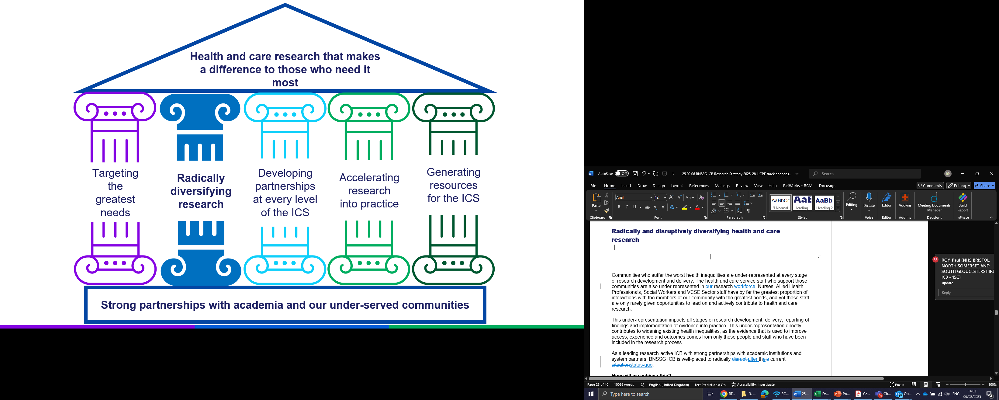 Health and care research that makes
a difference to those who need it
most
Targeting
the
greatest
needs
Radically
diversifying
research
Developing
partnerships
at every level
of the ICS
Accelerating
research
into practice
Generating
resources
for the ICS
Strong partnerships with academia and our under-served communities
AutoSave Off
25.02.06 BNSSG ICB Research Strategy 2025-28 HCPE track changes....
Search
RP
File Home Insert Draw Design Layout References Mailings Review View Help RefWorks - RCM Docusign
Comments Editing Share
Paste
Arial 12
Aa
B I U ab x₂ x² A A
AaBbCc AaB AaBb(
¶ Normal Heading 1 Heading 2
Editing
Dictate
Editor
Add-ins
Meeting Documents
Manager
Build
Report
Clipboard Font Paragraph Styles Voice Editor Add-ins Decisions InPhase
Radically and disruptively diversifying health and care
research
Communities who suffer the worst health inequalities are under-represented at every stage
of research development and delivery. The health and care service staff who support those
communities are also under-represented in our research workforce. Nurses, Allied Health
Professionals, Social Workers and VCSE Sector staff have by far the greatest proportion of
interactions with the members of our community with the greatest needs, and yet these staff
are only rarely given opportunities to lead on and actively contribute to health and care
research.
This under-representation impacts all stages of research development, delivery, reporting of
findings and implementation of evidence into practice. This under-representation directly
contributes to widening existing health inequalities, as the evidence that is used to improve
access, experience and outcomes comes from only those people and staff who have been
included in the research process.
As a leading research-active ICB with strong partnerships with academic institutions and
system partners, BNSSG ICB is well-placed to radically disrupt alter theis current
situationstatus-quo.
How will we achieve this?
RP
ROY, Paul (NHS BRISTOL,
NORTH SOMERSET AND
SOUTH GLOUCESTERSHIRE
ICB - 15C)
update
Reply
Page 25 of 40 10098 words English (United Kingdom) Text Predictions: On Accessibility: Investigate
Focus 100%
Type here to search
RT... 3. ... 3C... 25.... Ex... Po... Ca... Ch... Ou...
ENG
14:03
06/02/2025
4